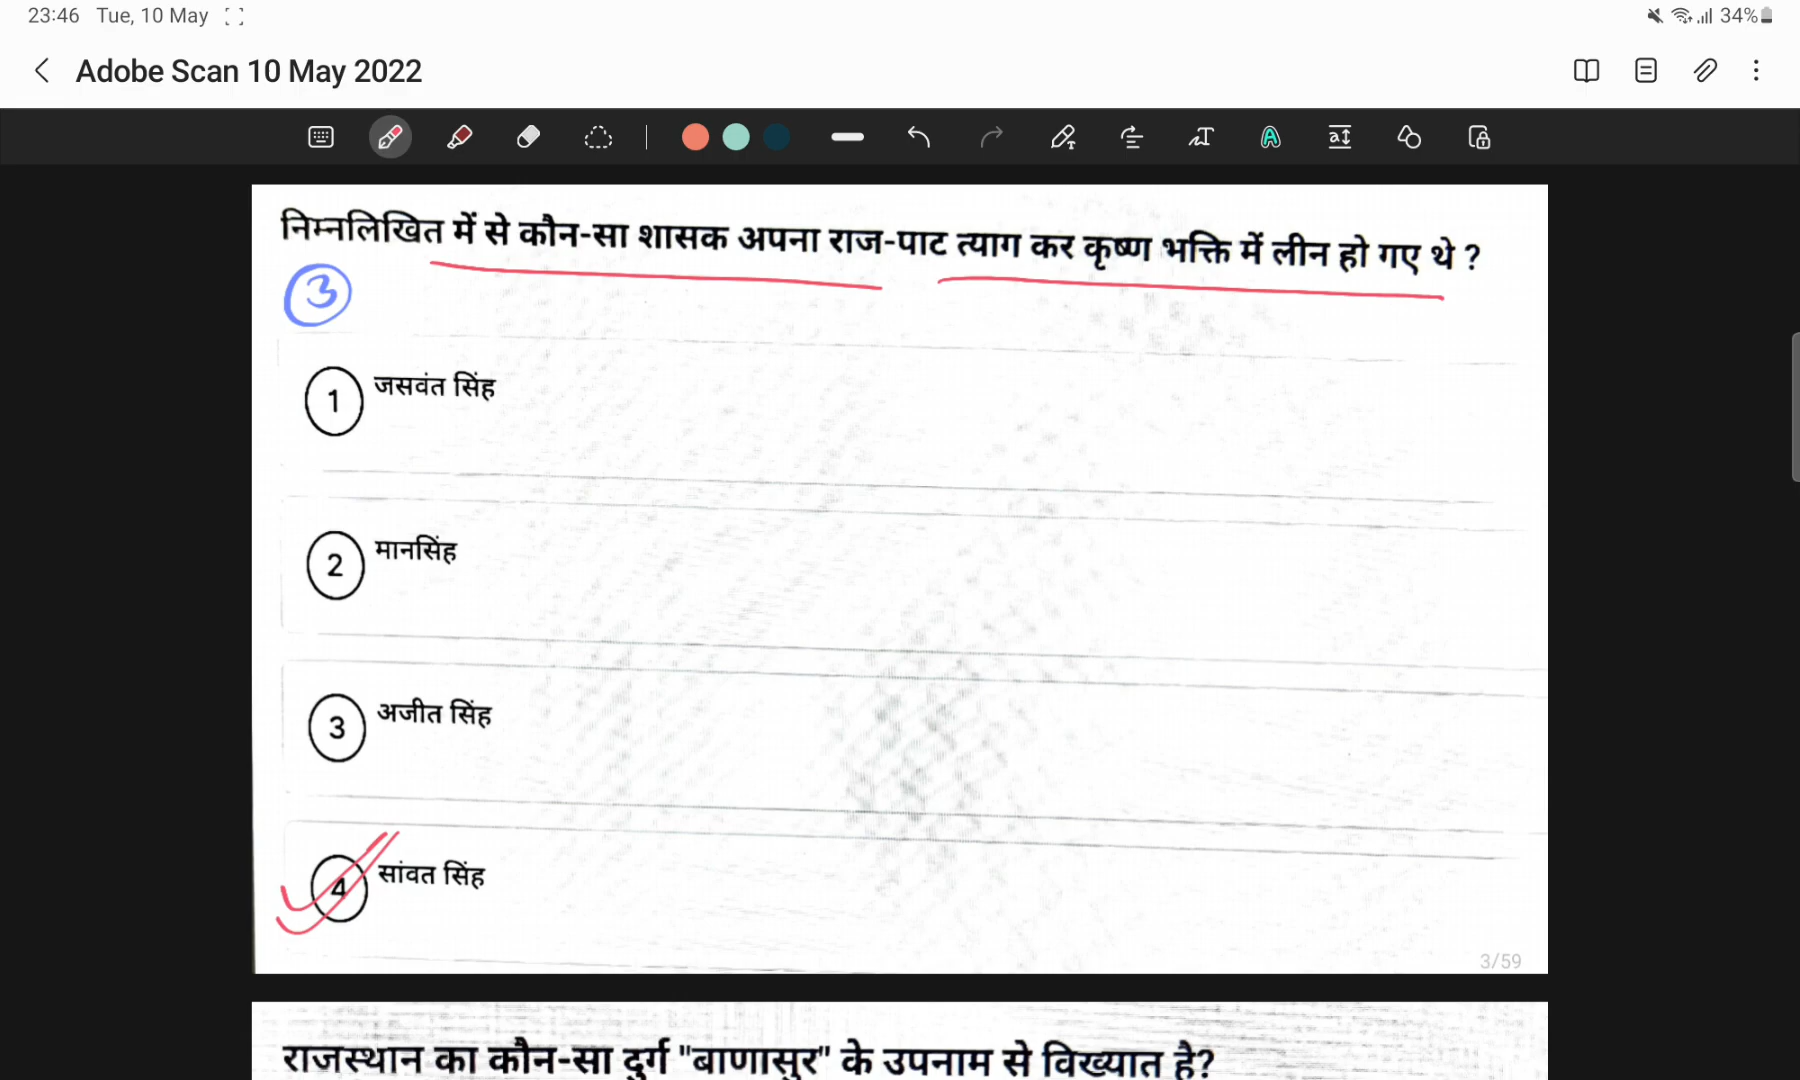 23:46 Tue, 10 May
34%
Adobe Scan 10 May 2022
निम्नलिखित में से कौन-सा शासक अपना राज-पाट त्याग कर कृष्ण भक्ति में लीन हो गए थे ?
3
1 जसवंत सिंह
2 मानसिंह
3 अजीत सिंह
4 सांवत सिंह
3/59
राजस्थान का कौन-सा दुर्ग "बाणासुर" के उपनाम से विख्यात है?